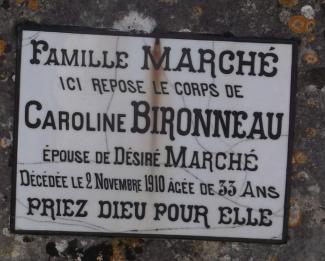 FAMILLE MARCHÉ
ICI REPOSE LE CORPS DE
CAROLINE BIRONNEAU
ÉPOUSE DE DÉSIRÉ MARCHÉ
DÉCÉDÉE LE 2 NOVEMBRE 1910 AGÉE DE 33 ANS
PRIEZ DIEU POUR ELLE